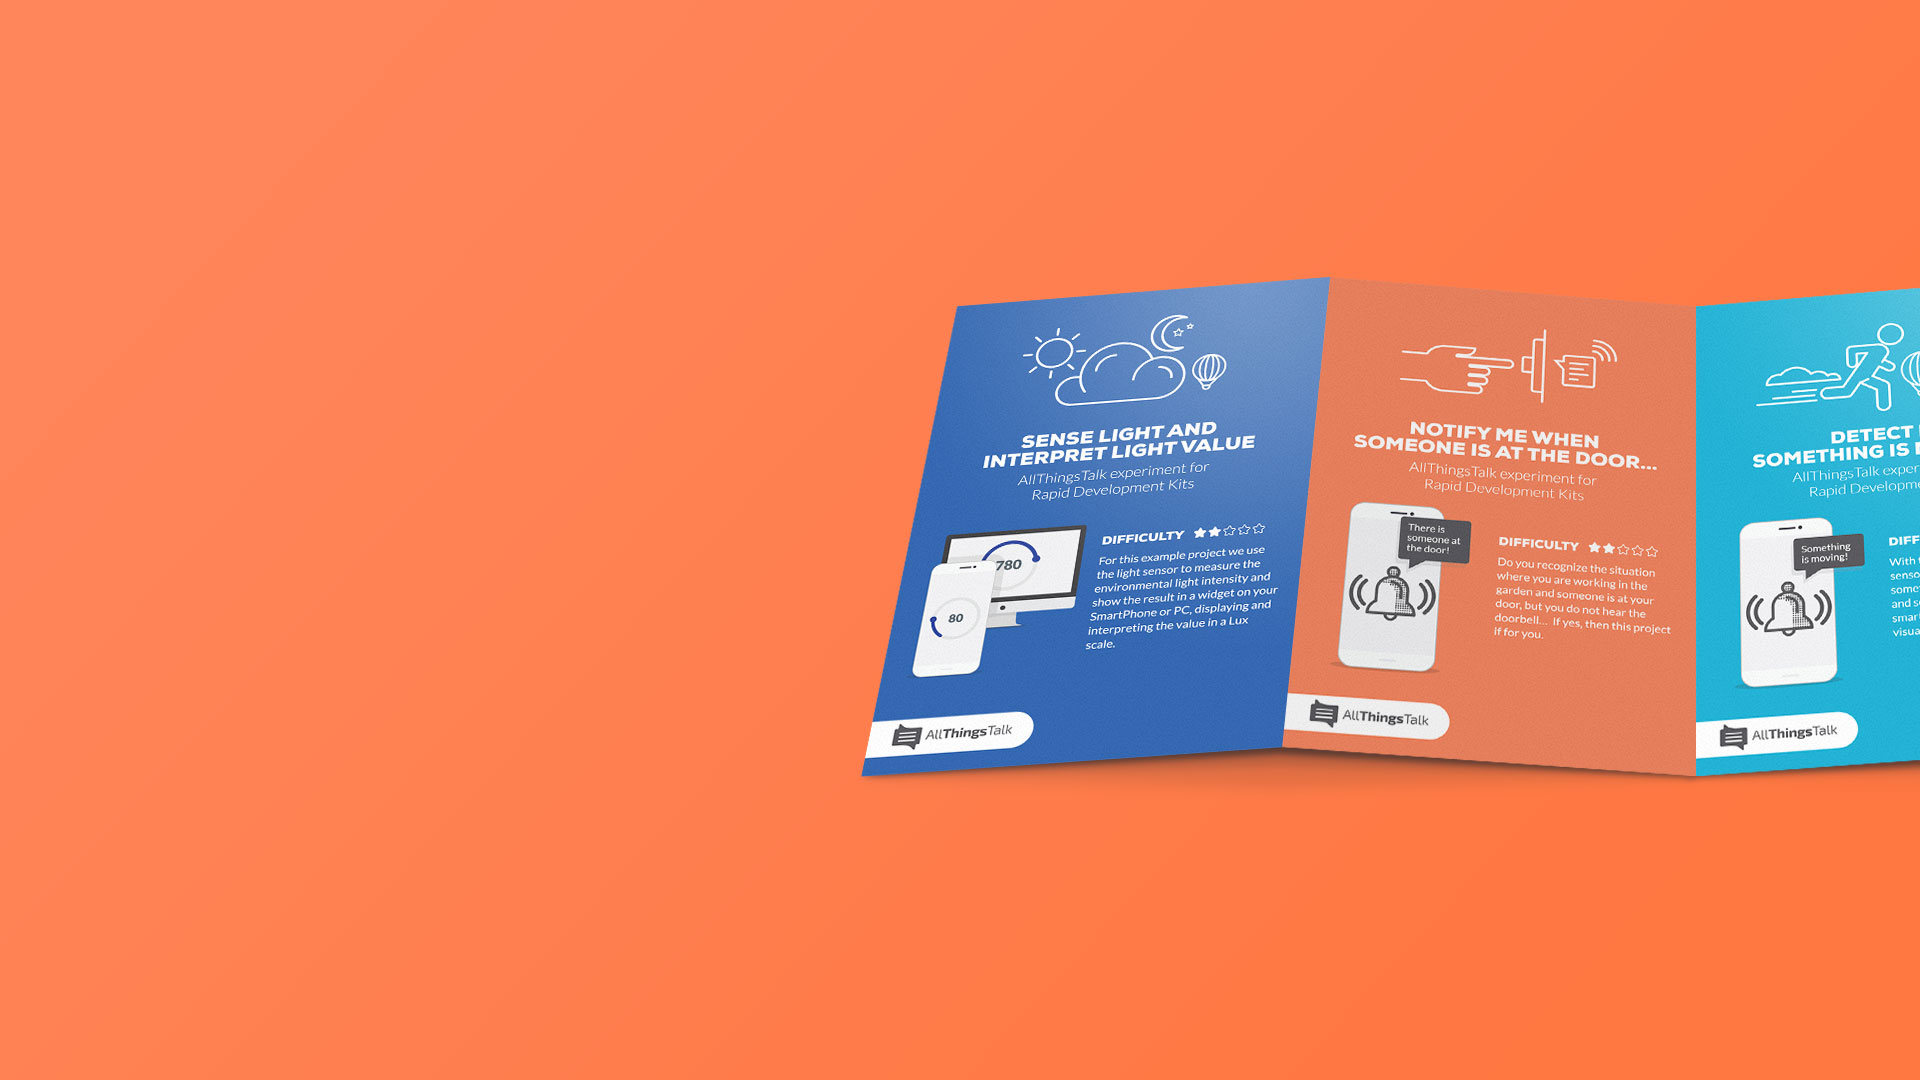 SENSE LIGHT AND
INTERPRET LIGHT VALUE
AllThingsTalk experiment for
Rapid Development Kits
780
80
DIFFICULTY
For this example project we use
the light sensor to measure the
environmental light intensity and
show the result in a widget on your
SmartPhone or PC, displaying and
interpreting the value in a Lux
scale.
AllThingsTalk
NOTIFY ME WHEN
SOMEONE IS AT THE DOOR...
AllThingsTalk experiment for
Rapid Development Kits
There is
someone at
the door!
DIFFICULTY
Do you recognize the situation
where you are working in the
garden and someone is at your
door, but you do not hear the
doorbell... If yes, then this project
If for you.
AllThingsTalk
DETECT
SOMETHING IS
AllThingsTalk
Rapid
Something
is moving!
With
and
AllThingsTalk